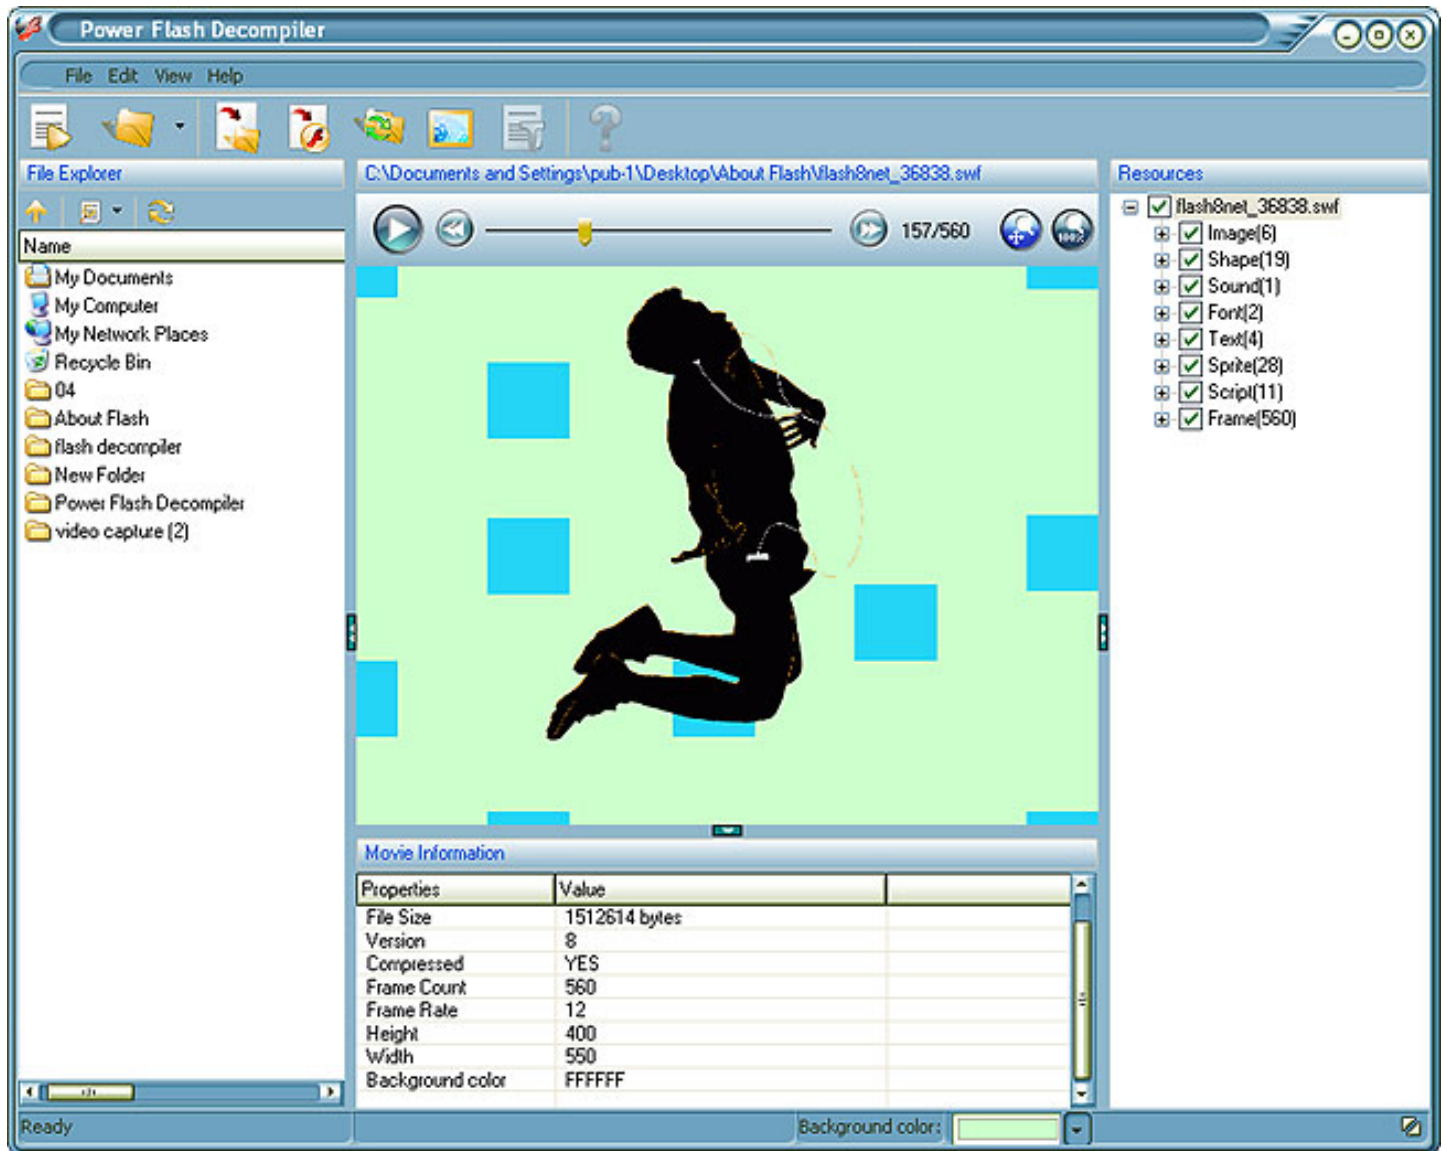 Power Flash Decompiler
File Edit View Help
File Explorer
Name
My Documents
My Computer
My Network Places
Recycle Bin
04
About Flash
flash decompiler
New Folder
Power Flash Decompiler
video capture (2)
C:\Documents and Settings\pub-1\Desktop\About Flash\flash8net_36838.swf
157/560
100%
Movie Information
Properties Value
File Size 1512614 bytes
Version 8
Compressed YES
Frame Count 560
Frame Rate 12
Height 400
Width 550
Background color FFFFFF
Resources
flash8net_36838.swf
Image(6)
Shape(19)
Sound(1)
Font(2)
Text(4)
Sprite(28)
Script(11)
Frame(560)
Ready
Background color: